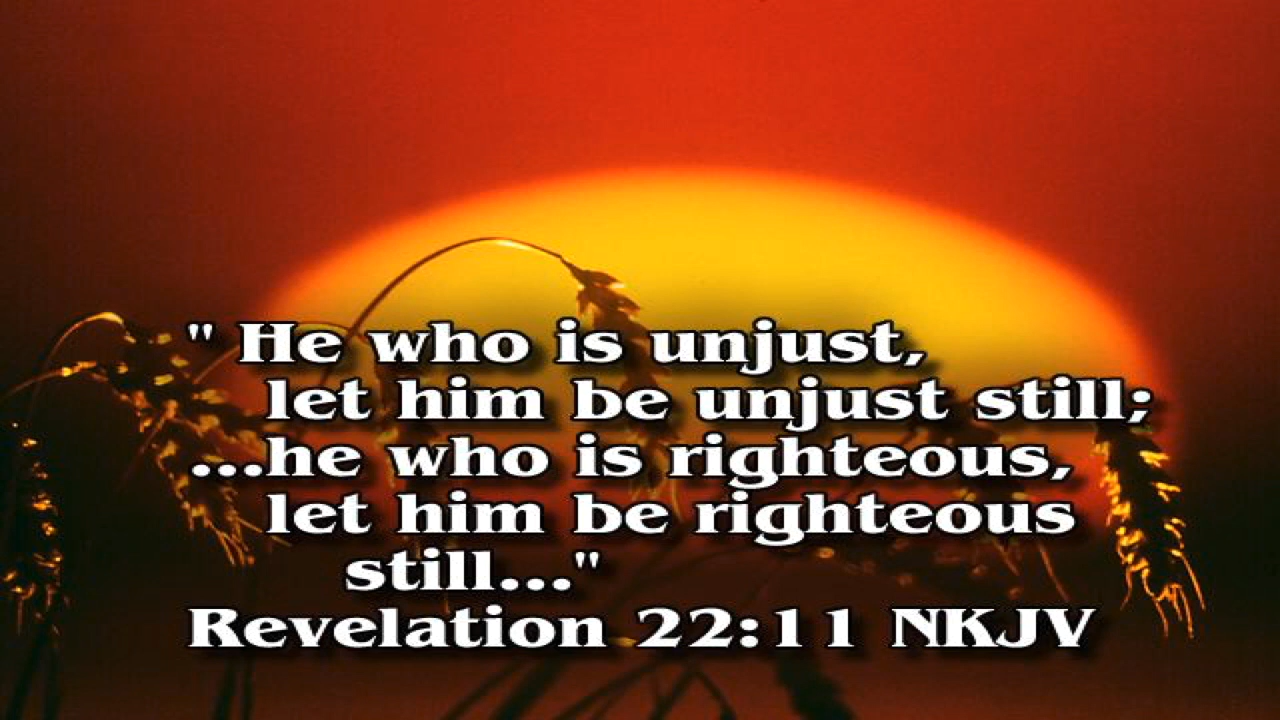 " He who is unjust,
let him be unjust still;
...he who is righteous,
let him be righteous
still..."
Revelation 22:11 NKJV